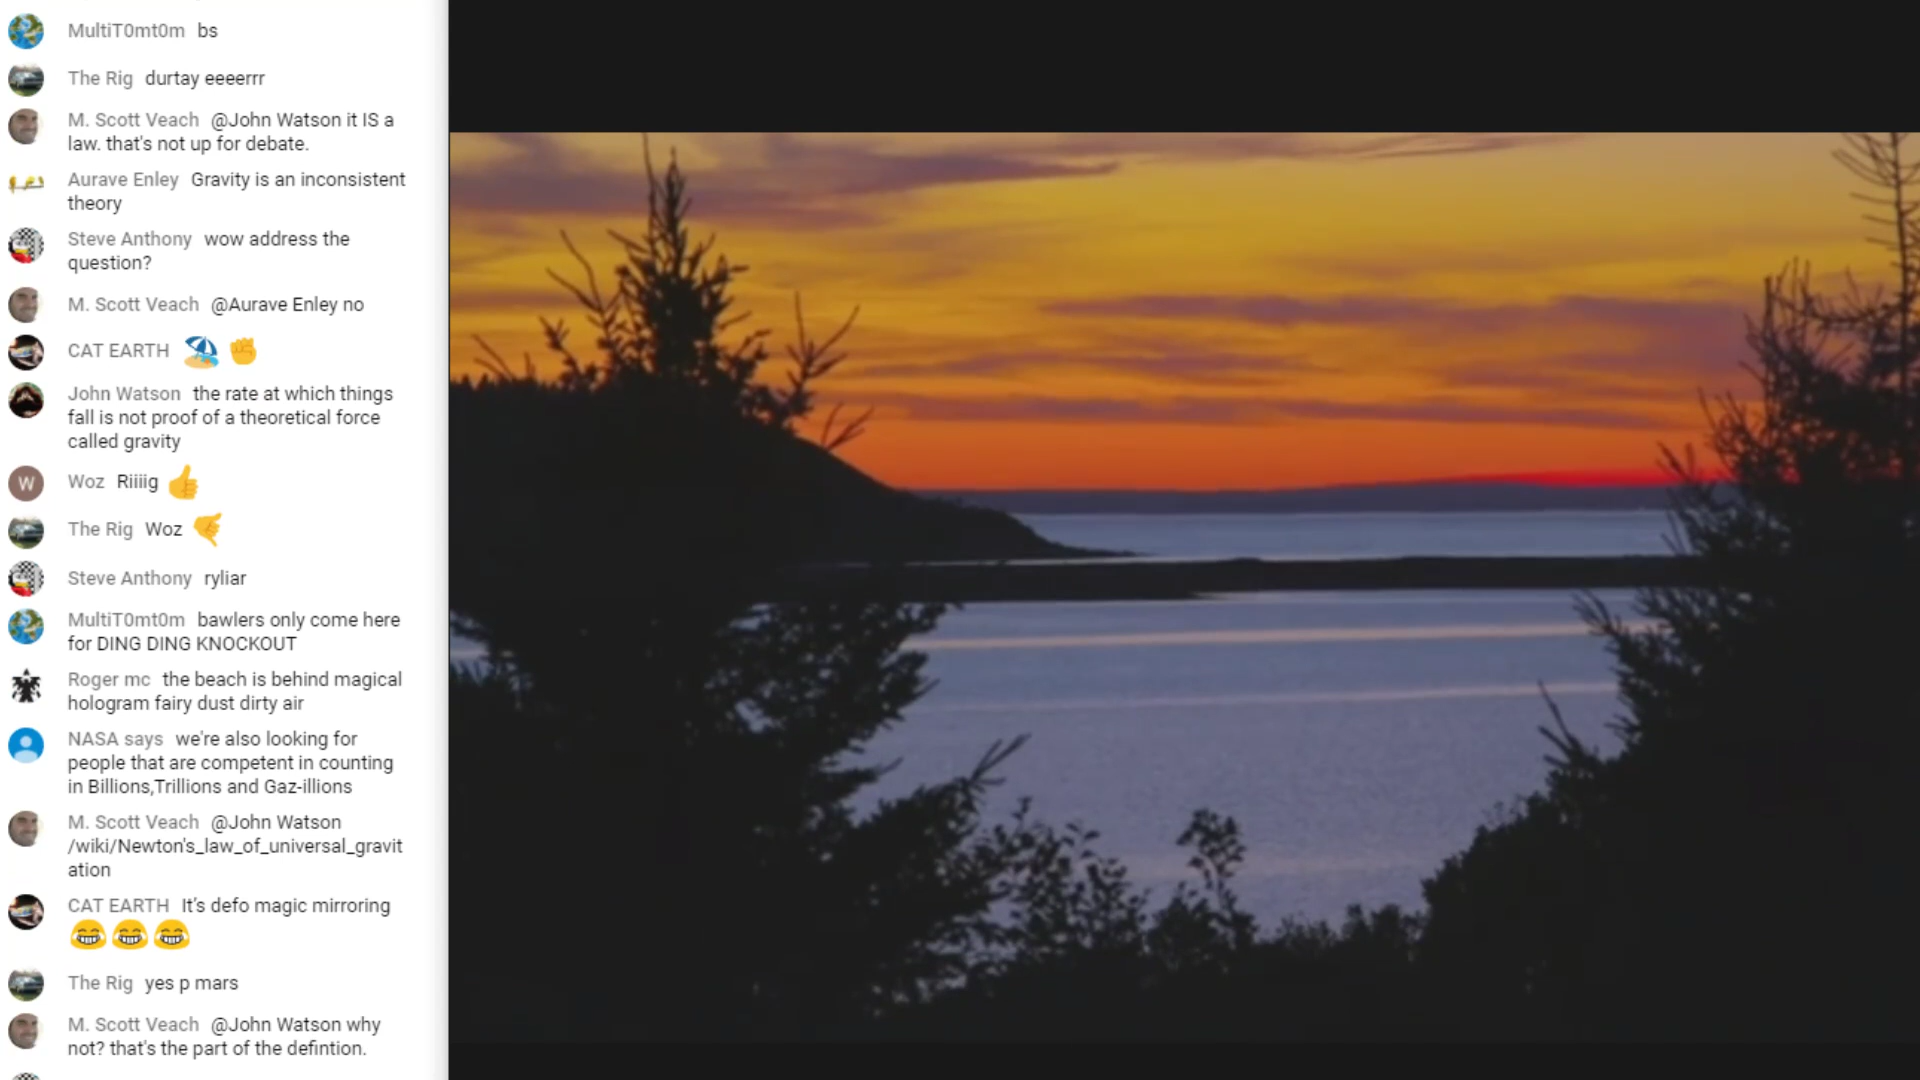 MultiT0mt0m bs
The Rig durtay eeeerrr
M. Scott Veach @John Watson it IS a
law. that's not up for debate.
Aurave Enley Gravity is an inconsistent
theory
Steve Anthony wow address the
question?
M. Scott Veach @Aurave Enley no
CAT EARTH 🏖️✊
John Watson the rate at which things
fall is not proof of a theoretical force
called gravity
W
Woz Riiiig 👍
The Rig Woz 🤙
Steve Anthony ryliar
MultiT0mt0m bawlers only come here
for DING DING KNOCKOUT
Roger mc the beach is behind magical
hologram fairy dust dirty air
NASA says we're also looking for
people that are competent in counting
in Billions,Trillions and Gaz-illions
M. Scott Veach @John Watson
/wiki/Newton's_law_of_universal_gravit
ation
CAT EARTH It's defo magic mirroring
😂😂😂
The Rig yes p mars
M. Scott Veach @John Watson why
not? that's the part of the defintion.